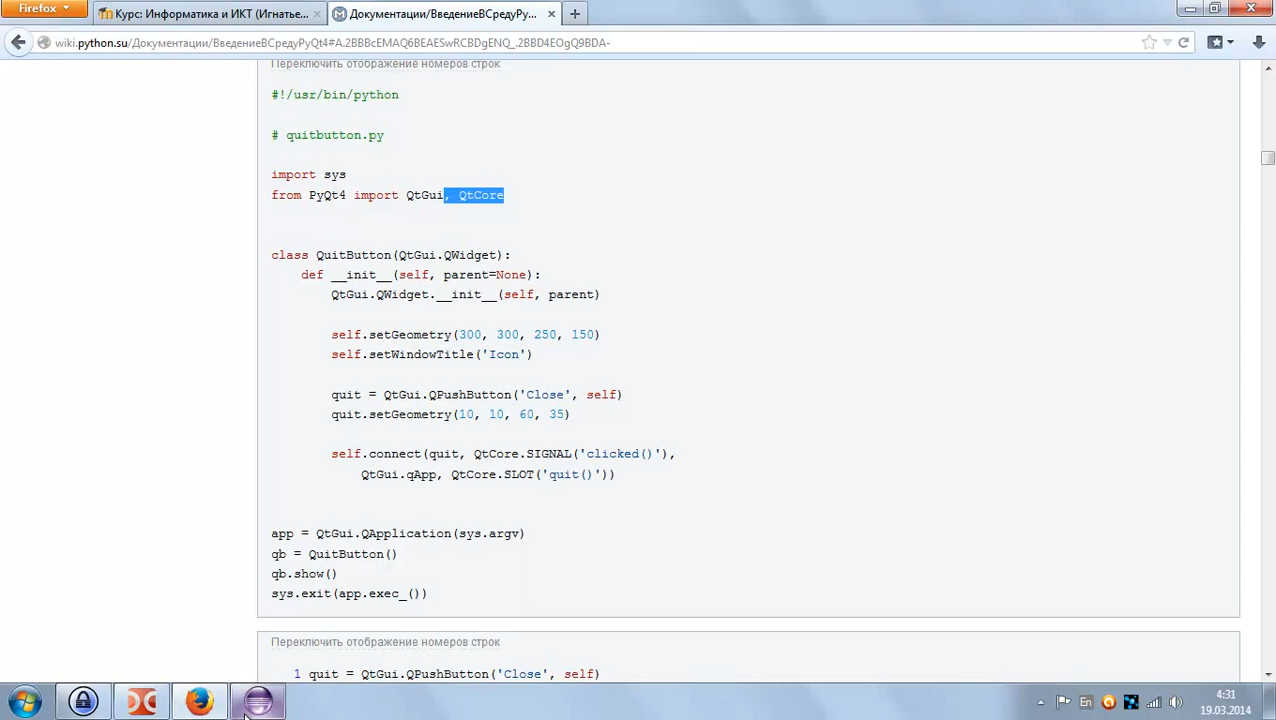 Firefox
Курс: Информатика и ИКТ (Игнатье...
Документации/ВведениеВСредуPy...
wiki.python.su/Документации/ВведениеВСредуPyQt4#A.2BBBcEMAQ6BEAESwRCBDgENQ_.2BBD4EOgQ9BDA-
Переключить отображение номеров строк
#!/usr/bin/python
# quitbutton.py
import sys
from PyQt4 import QtGui, QtCore
class QuitButton(QtGui.QWidget):
def __init__(self, parent=None):
QtGui.QWidget.__init__(self, parent)
self.setGeometry(300, 300, 250, 150)
self.setWindowTitle('Icon')
quit = QtGui.QPushButton('Close', self)
quit.setGeometry(10, 10, 60, 35)
self.connect(quit, QtCore.SIGNAL('clicked()'),
QtGui.qApp, QtCore.SLOT('quit()'))
app = QtGui.QApplication(sys.argv)
qb = QuitButton()
qb.show()
sys.exit(app.exec_())
Переключить отображение номеров строк
1 quit = QtGui.QPushButton('Close', self)
En
4:31
19.03.2014